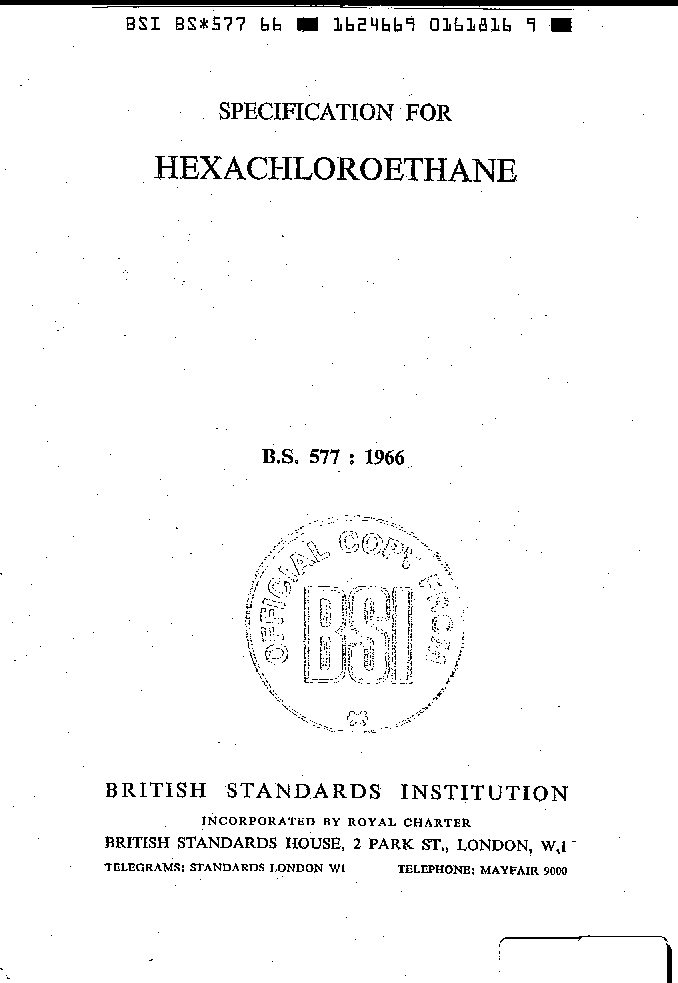 BSI BS*577 66 ■ 1624669 0161816 9 ■
SPECIFICATION FOR
HEXACHLOROETHANE
B.S. 577 : 1966
OFFICIAL COPY FROM
BSI
BRITISH STANDARDS INSTITUTION
INCORPORATED BY ROYAL CHARTER
BRITISH STANDARDS HOUSE, 2 PARK ST., LONDON, W.1
TELEGRAMS: STANDARDS LONDON W1 TELEPHONE: MAYFAIR 9000